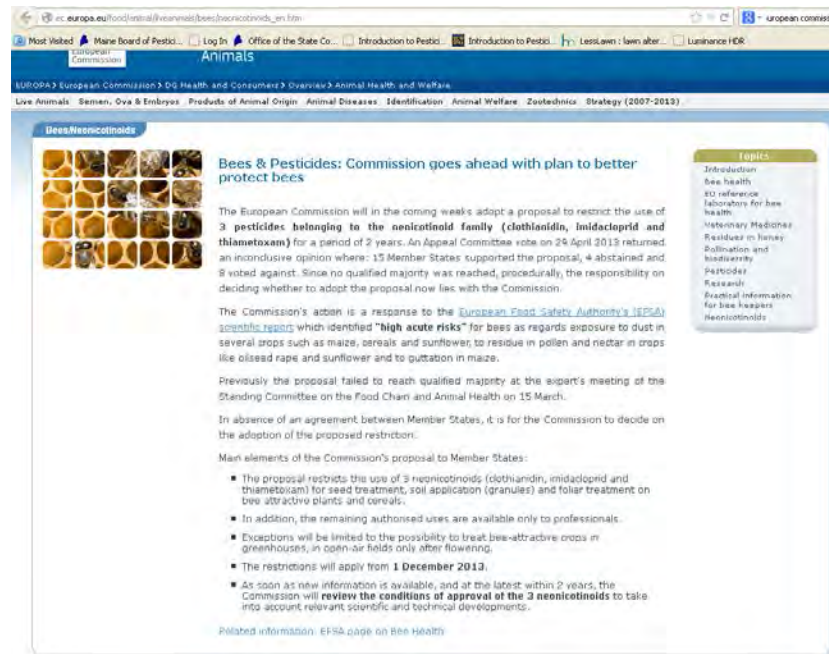 ec.europa.eu/food/animal/liveanimals/bees/neonicotinoids_en.htm
uropean commiss
Most Visited Maine Board of Pestici... Log In Office of the State Co... Introduction to Pestici... Introduction to Pestici... LessLawn : lawn alter... Luminance HDR
European
Commission
Animals
EUROPA > European Commission > DG Health and Consumers > Overview > Animal Health and Welfare
Live Animals Semen, Ova & Embryos Products of Animal Origin Animal Diseases Identification Animal Welfare Zootechnics Strategy (2007-2013)
Bees/Neonicotinoids
Bees & Pesticides: Commission goes ahead with plan to better
protect bees
The European Commission will in the coming weeks adopt a proposal to restrict the use of
3 pesticides belonging to the nenicotinoid family (clothianidin, imidacloprid and
thiametoxam) for a period of 2 years. An Appeal Committee vote on 29 April 2013 returned
an inconclusive opinion where: 15 Member States supported the proposal, 4 abstained and
8 voted against. Since no qualified majority was reached, procedurally, the responsibility on
deciding whether to adopt the proposal now lies with the Commission.
The Commission's action is a response to the European Food Safety Authority's (EFSA)
scientific report which identified "high acute risks" for bees as regards exposure to dust in
several crops such as maize, cereals and sunflower, to residue in pollen and nectar in crops
like oilseed rape and sunflower and to guttation in maize.
Previously the proposal failed to reach qualified majority at the expert's meeting of the
Standing Committee on the Food Chain and Animal Health on 15 March.
In absence of an agreement between Member States, it is for the Commission to decide on
the adoption of the proposed restriction.
Main elements of the Commission's proposal to Member States:
■ The proposal restricts the use of 3 neonicotinoids (clothianidin, imidacloprid and
thiametoxam) for seed treatment, soil application (granules) and foliar treatment on
bee attractive plants and cereals.
■ In addition, the remaining authorised uses are available only to professionals.
■ Exceptions will be limited to the possibility to treat bee-attractive crops in
greenhouses, in open-air fields only after flowering.
■ The restrictions will apply from 1 December 2013.
■ As soon as new information is available, and at the latest within 2 years, the
Commission will review the conditions of approval of the 3 neonicotinoids to take
into account relevant scientific and technical developments.
Related information: EFSA page on Bee Health
Topics
Introduction
Bee health
EU reference
laboratory for bee
health
Veterinary Medicines
Residues in honey
Pollination and
biodiversity
Pesticides
Research
Practical information
for bee keepers
Neonicotinoids